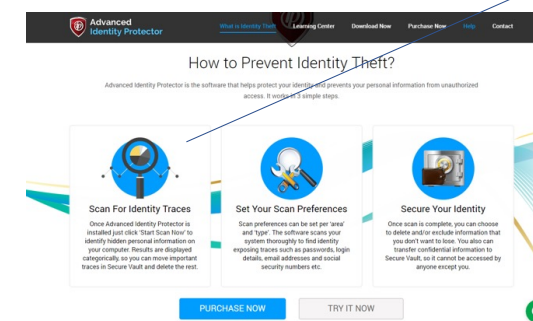 Advanced
Identity Protector
What is Identity Theft
Learning Center
Download Now
Purchase Now
Help
Contact
How to Prevent Identity Theft?
Advanced Identity Protector is the software that helps protect your identity and prevents your personal information from unauthorized
access. It works in 3 simple steps.
Scan For Identity Traces
Once Advanced Identity Protector is
installed just click 'Start Scan Now' to
identify hidden personal information on
your computer. Results are displayed
categorically, so you can move important
traces in Secure Vault and delete the rest.
Set Your Scan Preferences
Scan preferences can be set per 'area'
and 'Type'. The software scans your
system thoroughly to find identity
exposing traces such as passwords, login
details, email addresses and social
security numbers etc.
Secure Your Identity
Once scan is complete, you can choose
to delete and/or exclude information that
you don't want to lose. You also can
transfer confidential information to
Secure Vault, so it cannot be accessed by
anyone except you.
PURCHASE NOW
TRY IT NOW